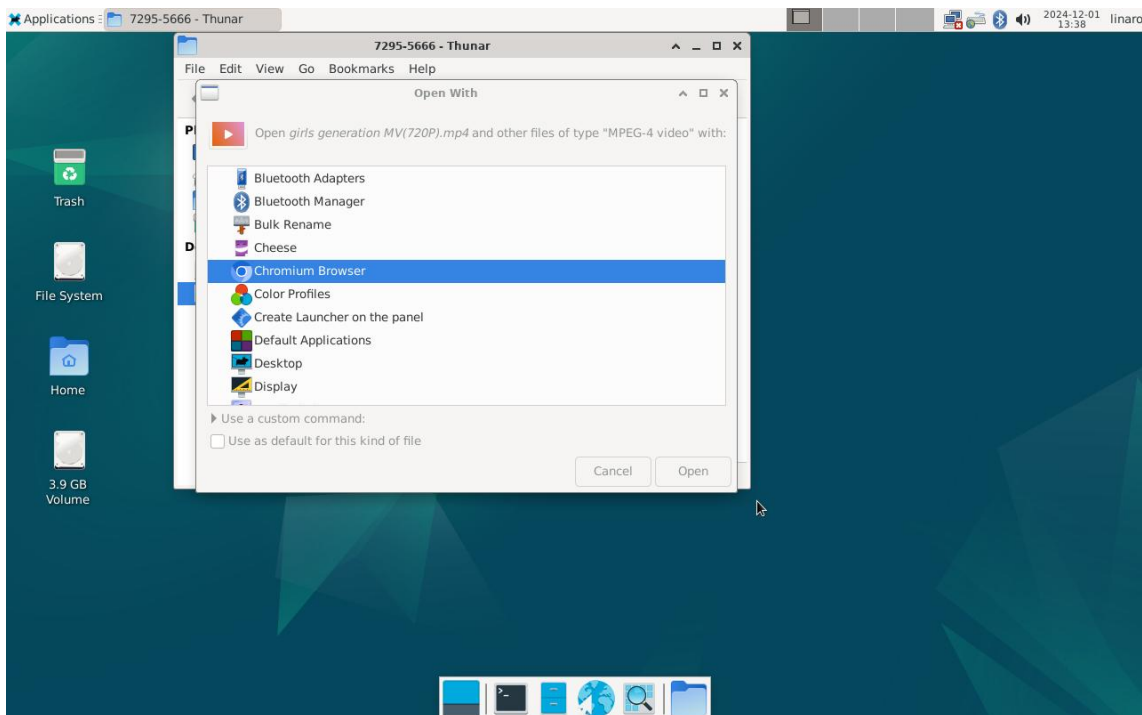 Applications
7295-5666 - Thunar
2024-12-01
13:38
linaro
7295-5666 - Thunar
File Edit View Go Bookmarks Help
Open With
Open girls generation MV(720P).mp4 and other files of type "MPEG-4 video" with:
Bluetooth Adapters
Bluetooth Manager
Bulk Rename
Cheese
Chromium Browser
Color Profiles
Create Launcher on the panel
Default Applications
Desktop
Display
Use a custom command:
Use as default for this kind of file
Cancel
Open
Trash
File System
Home
3.9 GB
Volume